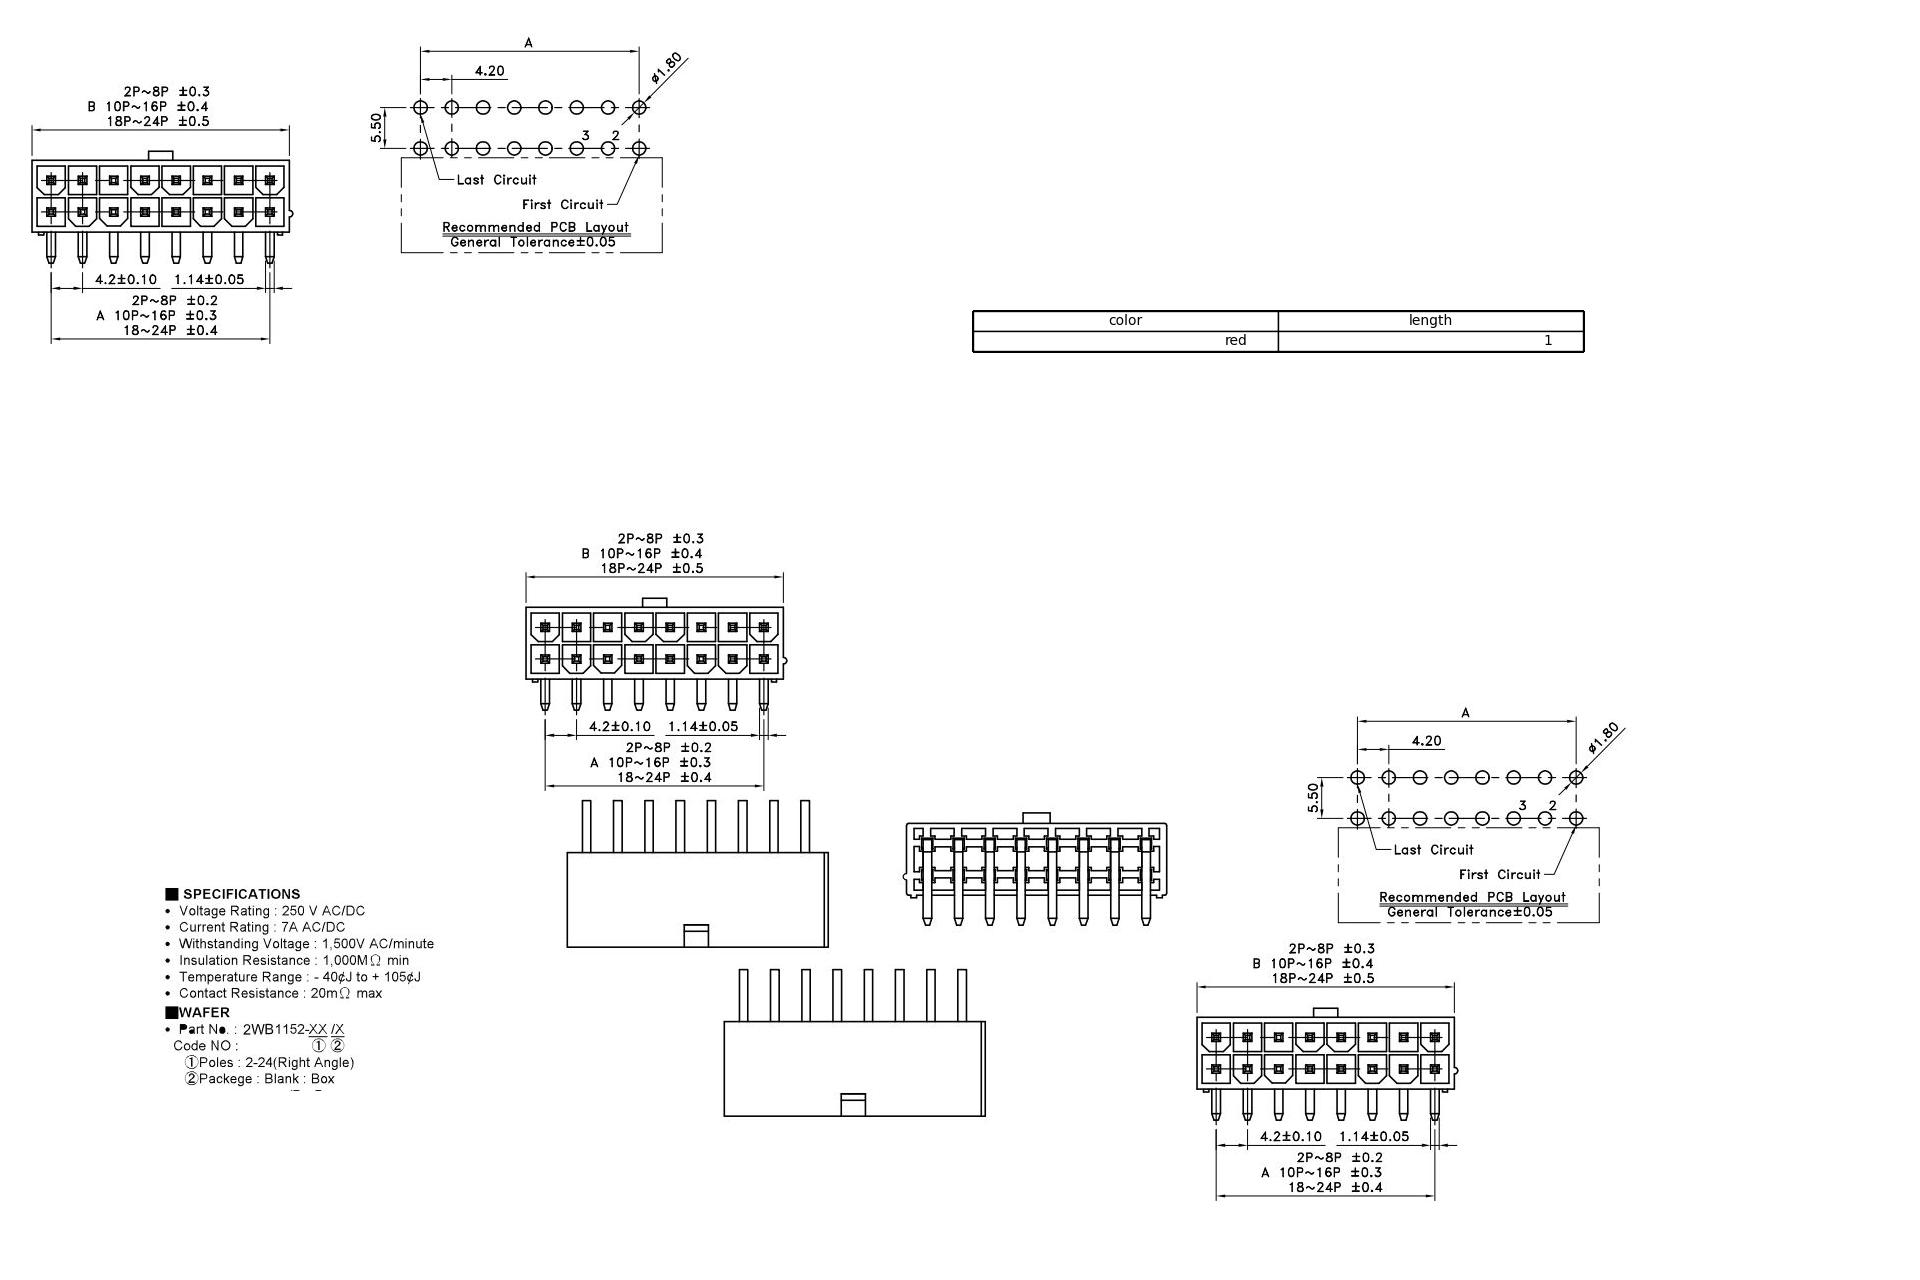 A
4.20
ø1.80
5.50
3 2
Last Circuit
First Circuit
Recommended PCB Layout
General Tolerance±0.05
2P~8P ±0.3
B 10P~16P ±0.4
18P~24P ±0.5
4.2±0.10 1.14±0.05
2P~8P ±0.2
A 10P~16P ±0.3
18~24P ±0.4
color length
red 1
2P~8P ±0.3
B 10P~16P ±0.4
18P~24P ±0.5
4.2±0.10 1.14±0.05
2P~8P ±0.2
A 10P~16P ±0.3
18~24P ±0.4
A
4.20
ø1.80
5.50
3 2
Last Circuit
First Circuit
Recommended PCB Layout
General Tolerance±0.05
■ SPECIFICATIONS
• Voltage Rating : 250 V AC/DC
• Current Rating : 7A AC/DC
• Withstanding Voltage : 1,500V AC/minute
• Insulation Resistance : 1,000MΩ min
• Temperature Range : - 40¢J to + 105¢J
• Contact Resistance : 20mΩ max
■WAFER
• Part No. : 2WB1152-XX /X
Code NO : ① ②
①Poles : 2-24(Right Angle)
②Packege : Blank : Box
2P~8P ±0.3
B 10P~16P ±0.4
18P~24P ±0.5
4.2±0.10 1.14±0.05
2P~8P ±0.2
A 10P~16P ±0.3
18~24P ±0.4